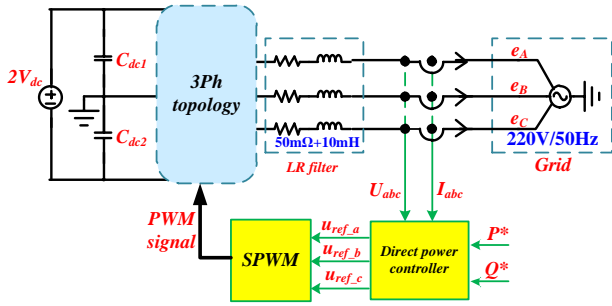 2V_dc
C_dc1
C_dc2
3Ph
topology
50mΩ+10mH
LR filter
e_A
e_B
e_C
220V/50Hz
Grid
U_abc
I_abc
PWM
signal
SPWM
u_ref_a
u_ref_b
u_ref_c
Direct power
controller
P*
Q*